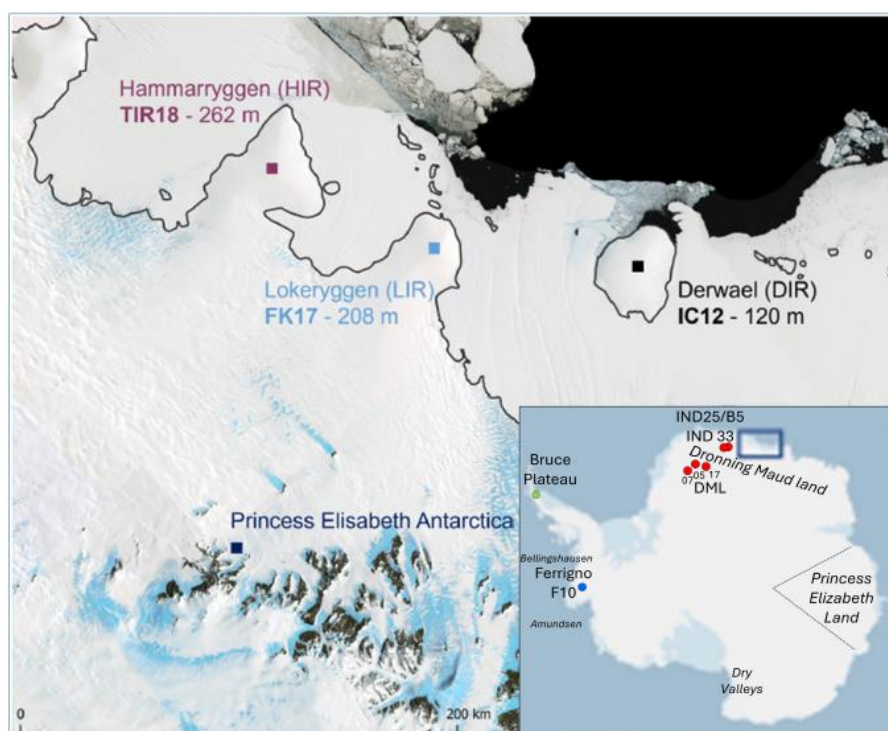 Hammarryggen (HIR)
TIR18 - 262 m
Lokeryggen (LIR)
FK17 - 208 m
Derwael (DIR)
IC12 - 120 m
Princess Elisabeth Antarctica
0
200 km
IND25/B5
IND 33
Dronning Maud land
07 05 17
DML
Bruce
Plateau
Bellingshausen
Ferrigno
F10
Amundsen
Princess
Elizabeth
Land
Dry
Valleys